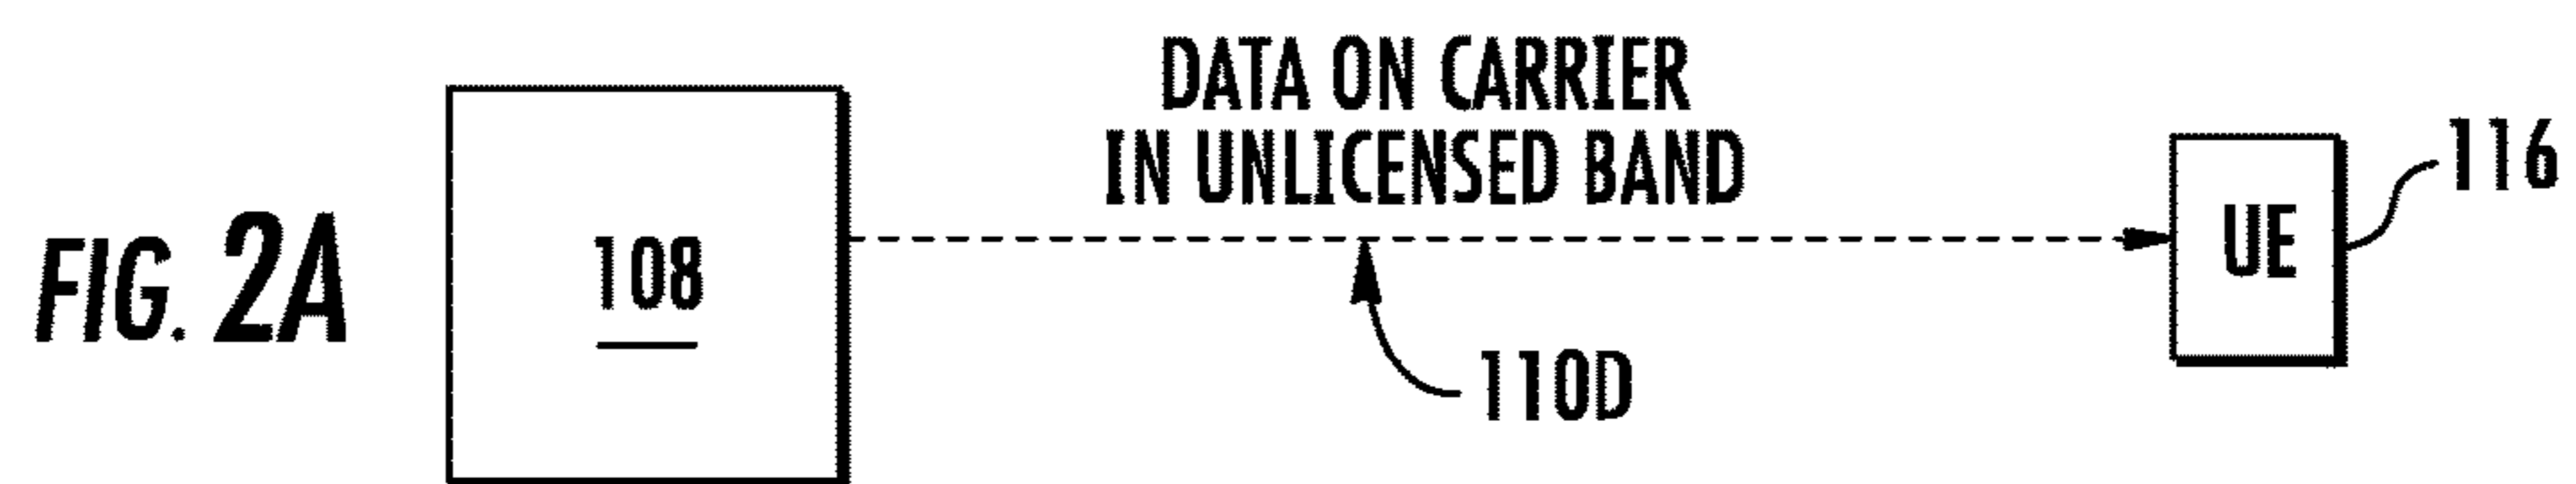 DATA ON CARRIER
IN UNLICENSED BAND
116
UE
108
FIG. 2A
110D